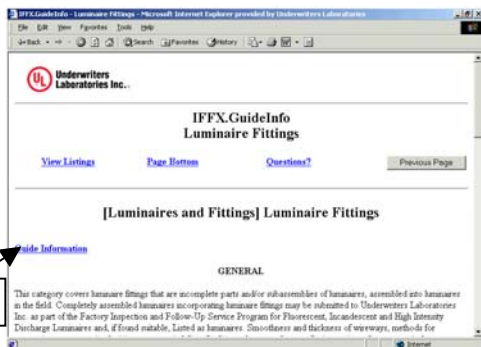 IFFX.GuideInfo - Luminaire Fittings - Microsoft Internet Explorer provided by Underwriters Laboratories
File Edit View Favorites Tools Help
Back Search Favorites History
UL Underwriters
Laboratories Inc.
IFFX.GuideInfo
Luminaire Fittings
View Listings Page Bottom Questions? Previous Page
[Luminaires and Fittings] Luminaire Fittings
Guide Information
GENERAL
This category covers luminaire fittings that are incomplete parts and/or subassemblies of luminaires, assembled into luminaires
in the field. Completely assembled luminaires incorporating luminaire fittings may be submitted to Underwriters Laboratories
Inc. as part of the Factory Inspection and Follow-Up Service Program for Fluorescent, Incandescent and High Intensity
Discharge Luminaires and, if found suitable, Listed as luminaires. Smoothness and thickness of wireways, methods for
Internet